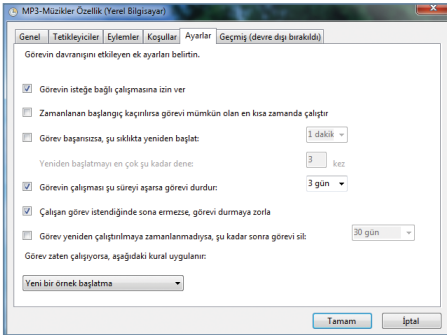 MP3-Müzikler Özellik (Yerel Bilgisayar)
Genel Tetikleyiciler Eylemler Koşullar Ayarlar Geçmiş (devre dışı bırakıldı)
Görevin davranışını etkileyen ek ayarları belirtin.
Görevin isteğe bağlı çalışmasına izin ver
Zamanlanan başlangıç kaçırılırsa görevi mümkün olan en kısa zamanda çalıştır
Görev başarısızsa, şu sıklıkta yeniden başlat: 1 dakik
Yeniden başlatmayı en çok şu kadar dene: 3 kez
Görevin çalışması şu süreyi aşarsa görevi durdur: 3 gün
Çalışan görev istendiğinde sona ermezse, görevi durmaya zorla
Görev yeniden çalıştırılmaya zamanlanmadıysa, şu kadar sonra görevi sil: 30 gün
Görev zaten çalışıyorsa, aşağıdaki kural uygulanır:
Yeni bir örnek başlatma
Tamam İptal